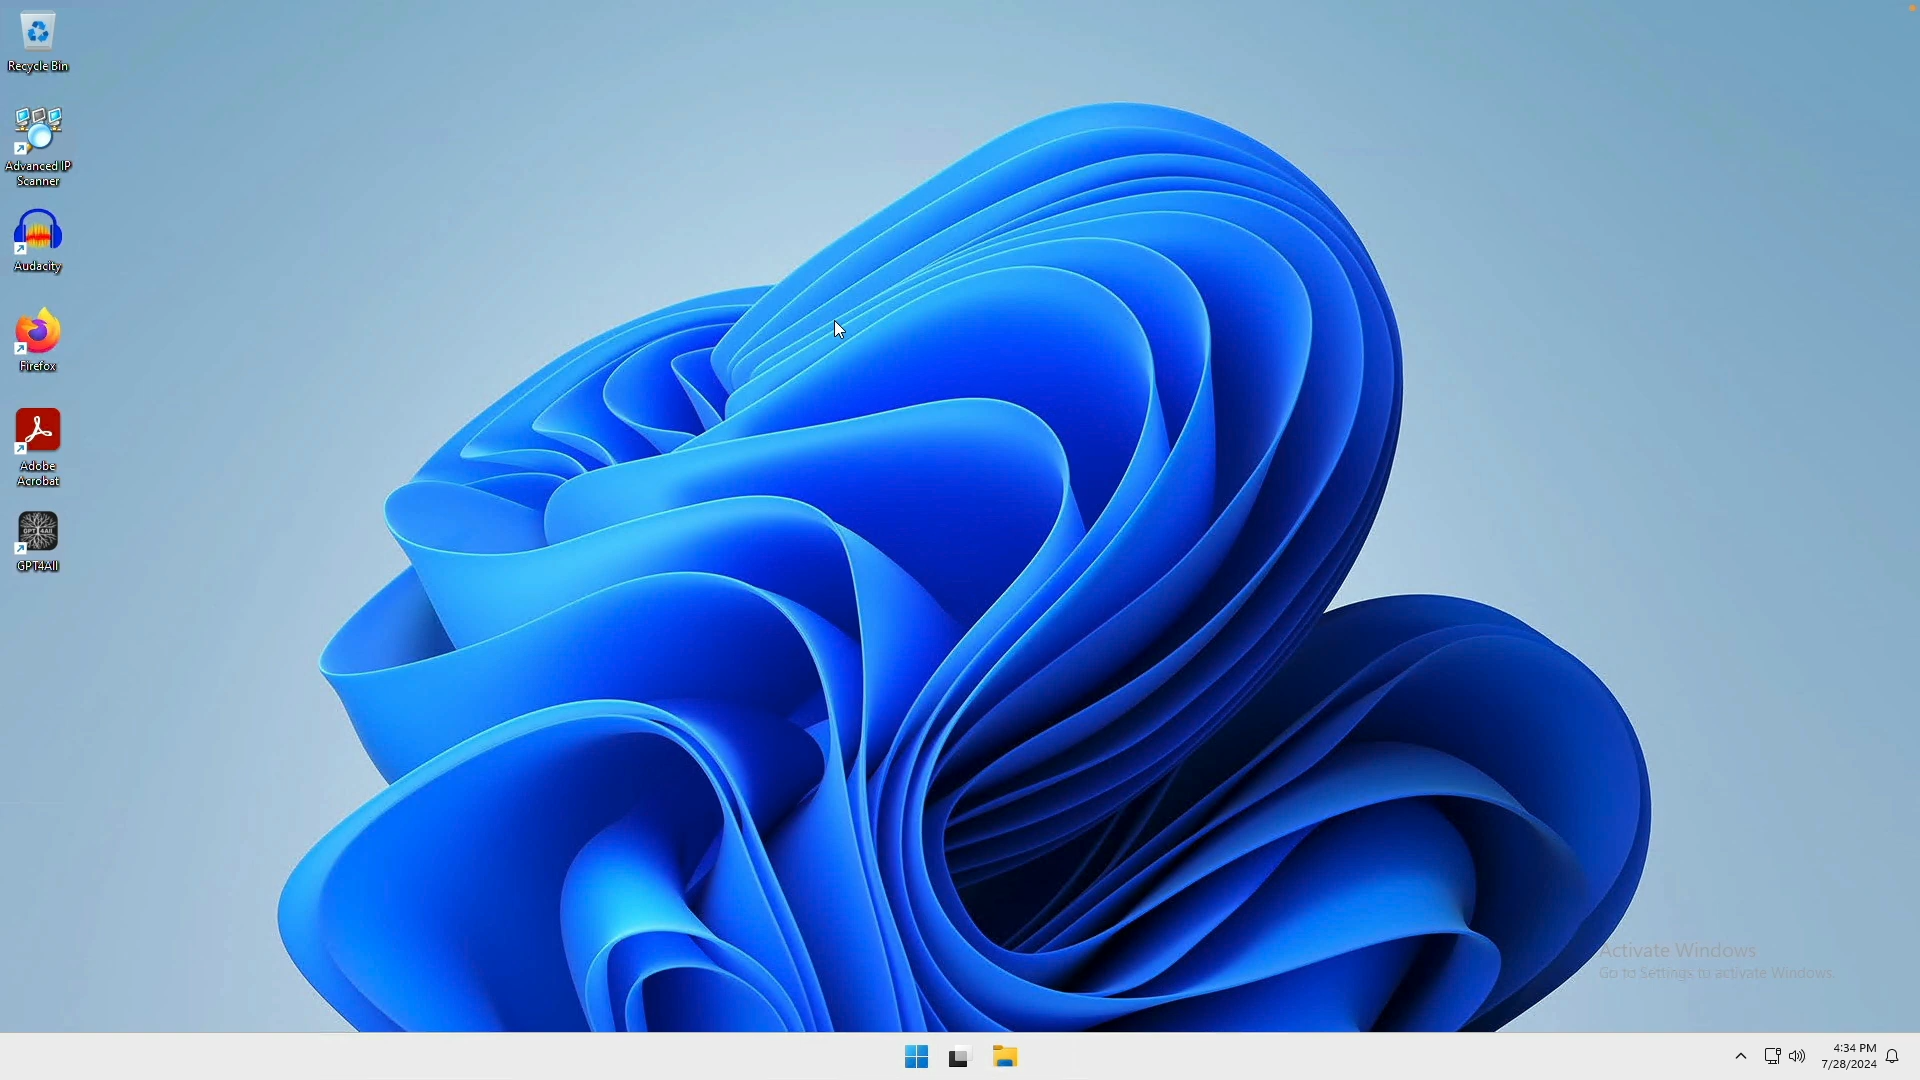 Recycle Bin
Advanced IP
Scanner
Audacity
Firefox
Adobe
Acrobat
GPT4All
GPT4All
Activate Windows
Go to Settings to activate Windows.
4:34 PM
7/28/2024